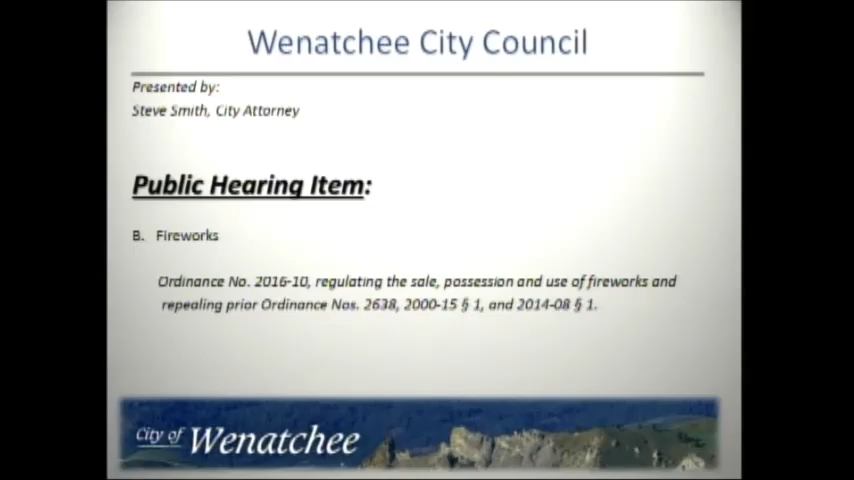 Wenatchee City Council
Presented by:
Steve Smith, City Attorney
Public Hearing Item:
B. Fireworks
Ordinance No. 2016-10, regulating the sale, possession and use of fireworks and
repealing prior Ordinance Nos. 2638, 2000-15 § 1, and 2014-08 § 1.
City of Wenatchee